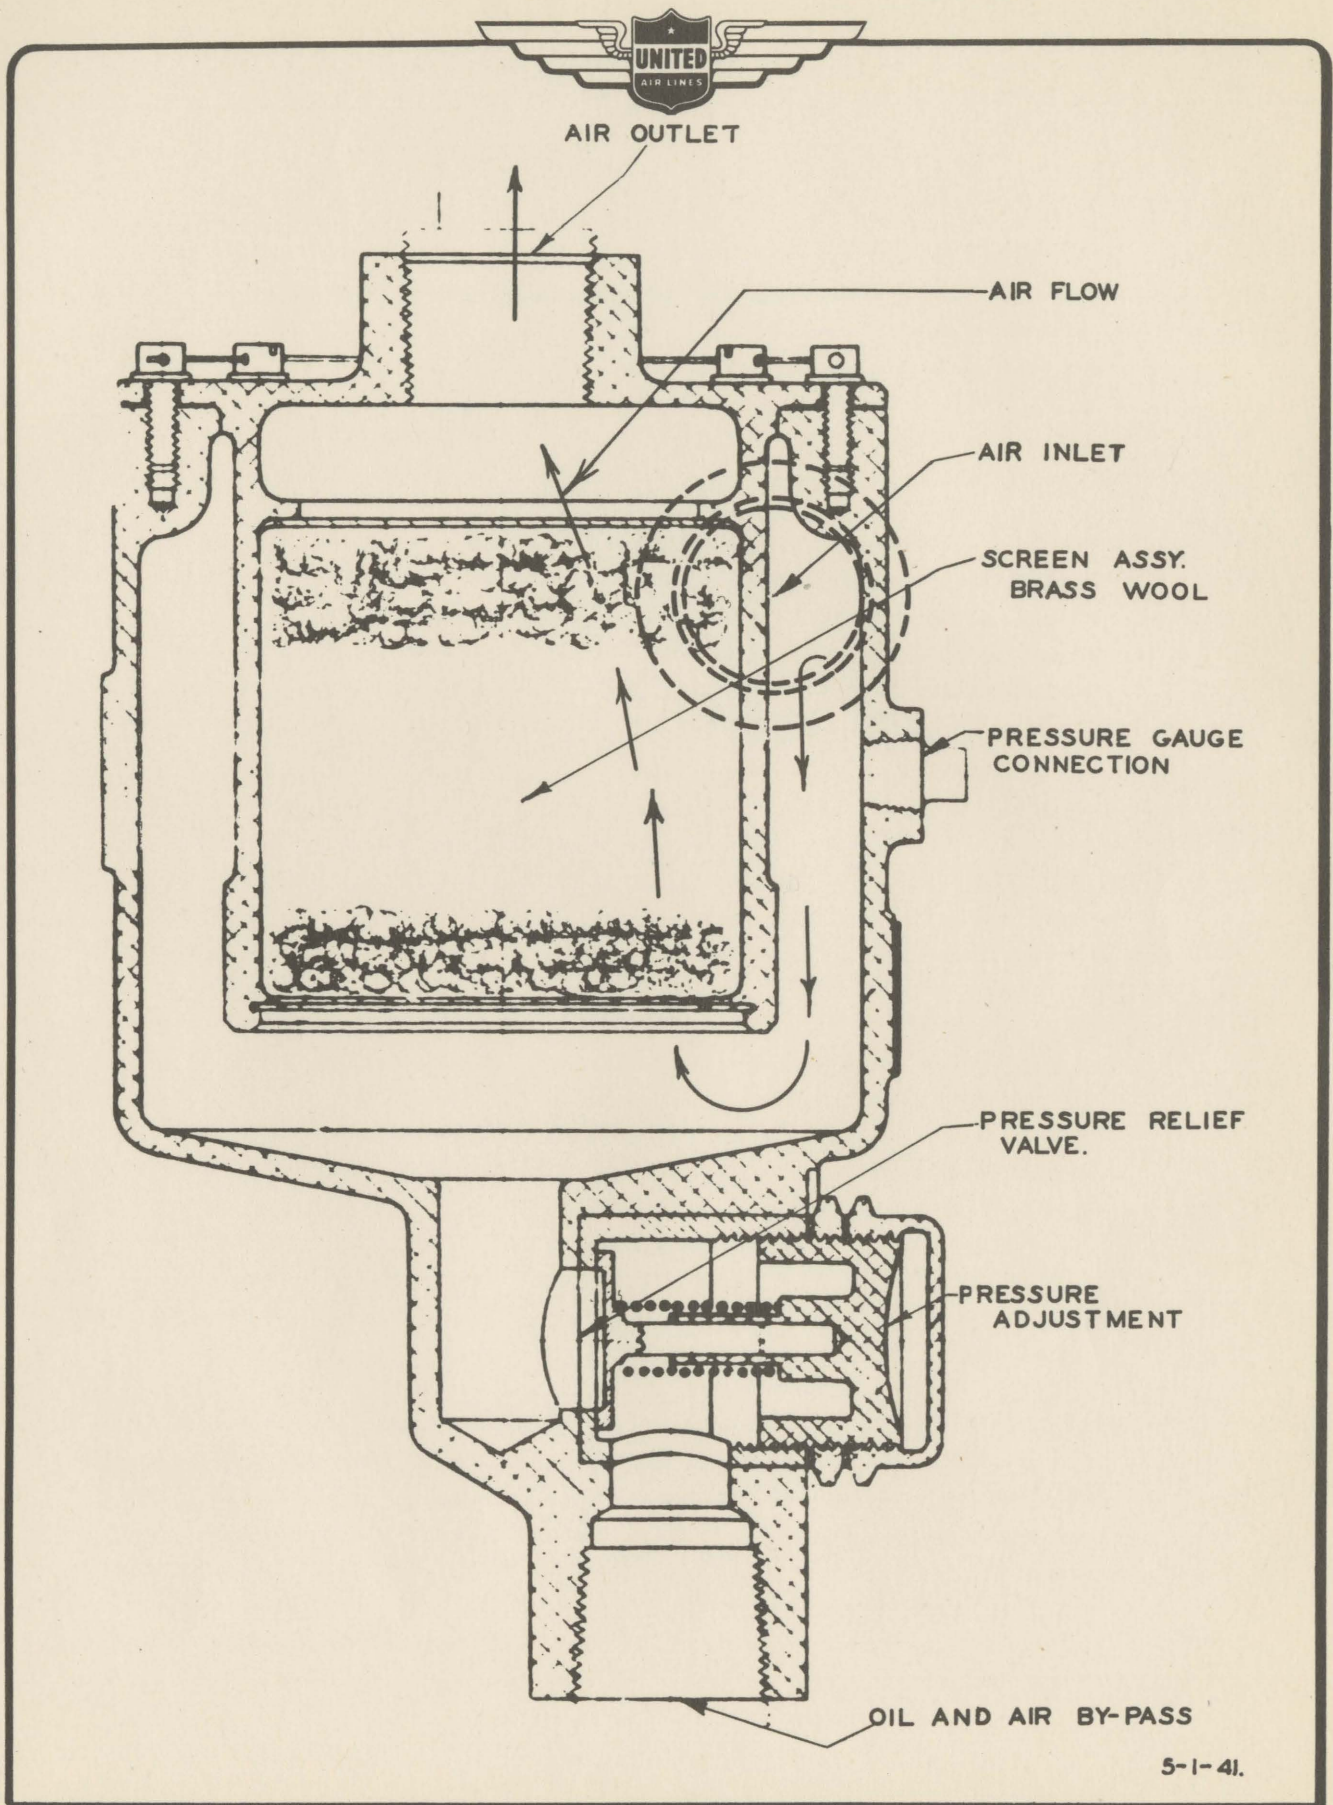 UNITED
AIR LINES
AIR OUTLET
AIR FLOW
AIR INLET
SCREEN ASSY.
BRASS WOOL
PRESSURE GAUGE
CONNECTION
PRESSURE RELIEF
VALVE.
PRESSURE
ADJUSTMENT
OIL AND AIR BY-PASS
5-1-41.